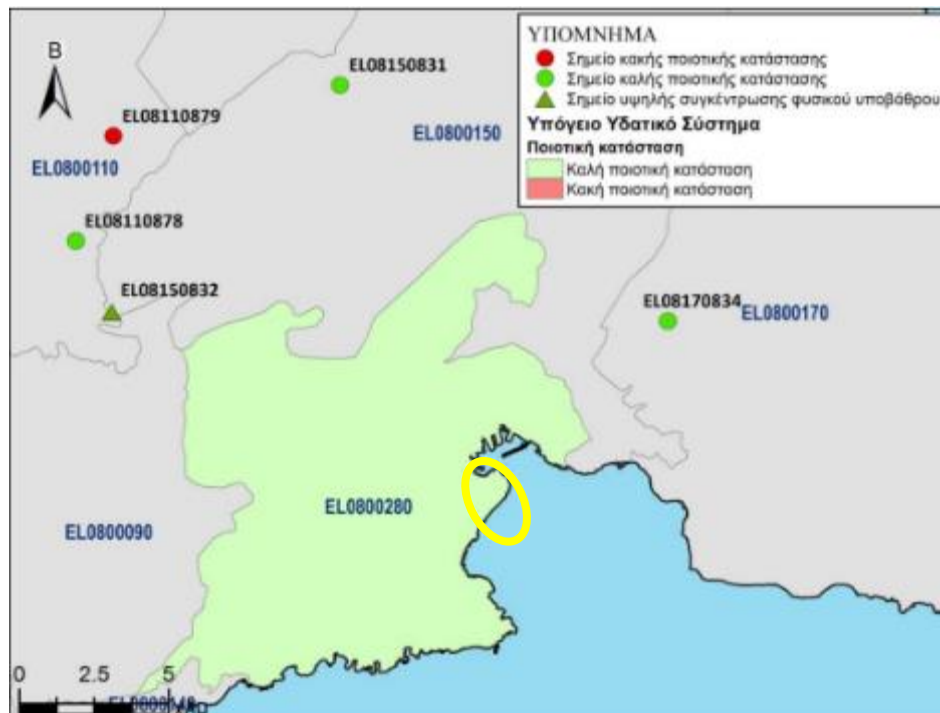 ΥΠΟΜΝΗΜΑ
Σημείο κακής ποιοτικής κατάστασης
Σημείο καλής ποιοτικής κατάστασης
Σημείο υψηλής συγκέντρωσης φυσικού υποβάθρου
Υπόγειο Υδατικό Σύστημα
Ποιοτική κατάσταση
Καλή ποιοτική κατάσταση
Κακή ποιοτική κατάσταση
Β
EL08150831
EL08110879
EL0800150
EL0800110
EL08110878
EL08150832
EL08170834
EL0800170
EL0800280
EL0800090
0 2.5 5